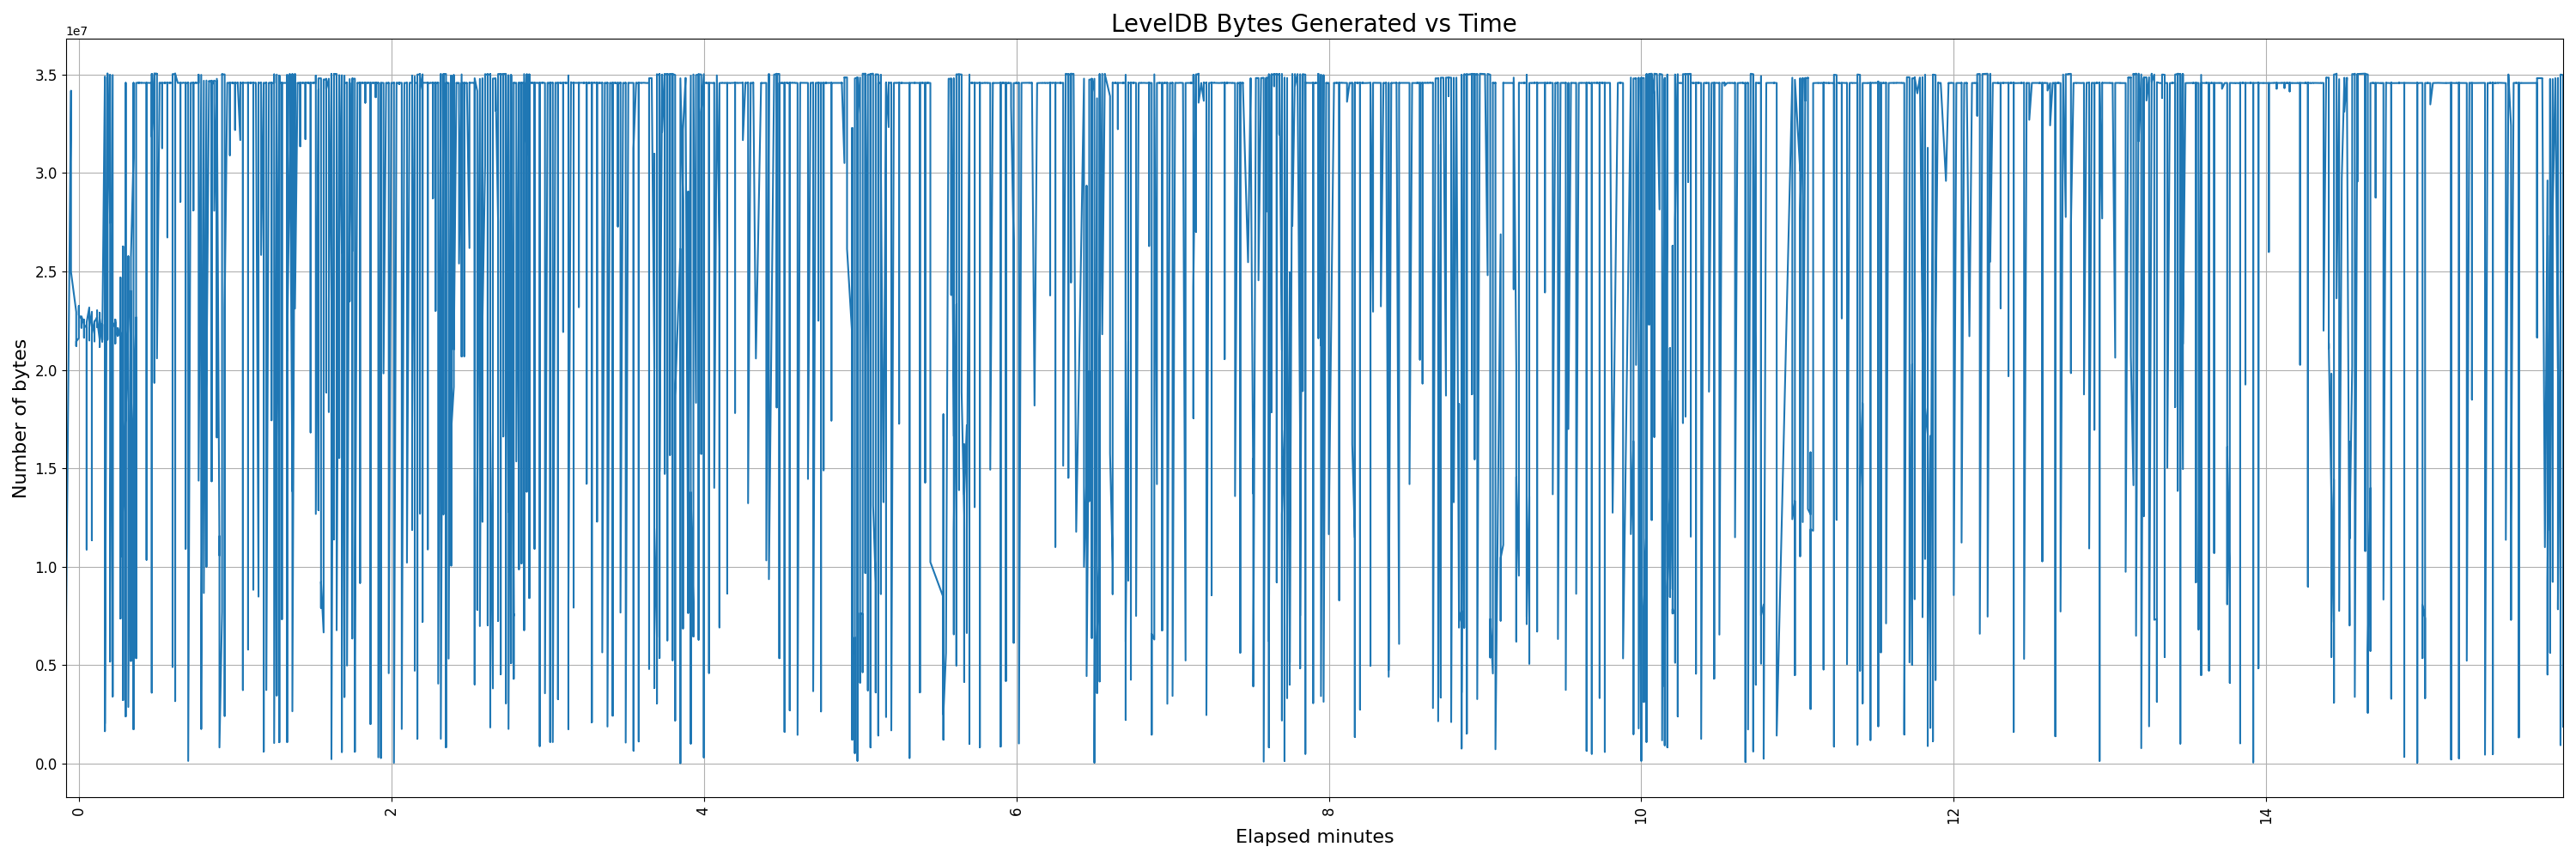 LevelDB Bytes Generated vs Time
1e7
3.5
3.0
2.5
2.0
1.5
1.0
0.5
0.0
Number of bytes
0 2 4 6 8 10 12 14
Elapsed minutes